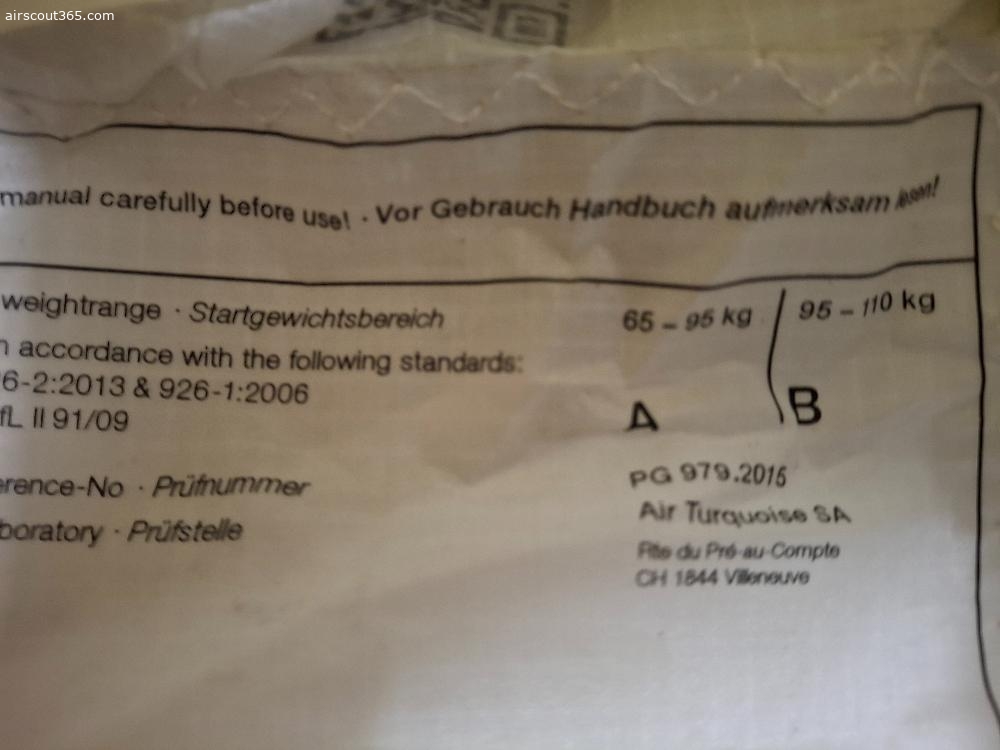 airscout365.com
manual carefully before use! · Vor Gebrauch Handbuch aufmerksam lesen!
weightrange · Startgewichtsbereich 65 – 95 kg 95 – 110 kg
n accordance with the following standards:
6-2:2013 & 926-1:2006
fL II 91/09
A B
erence-No · Prüfnummer PG 979.2015
boratory · Prüfstelle Air Turquoise SA
Rte du Pré-au-Compte
CH 1844 Villeneuve